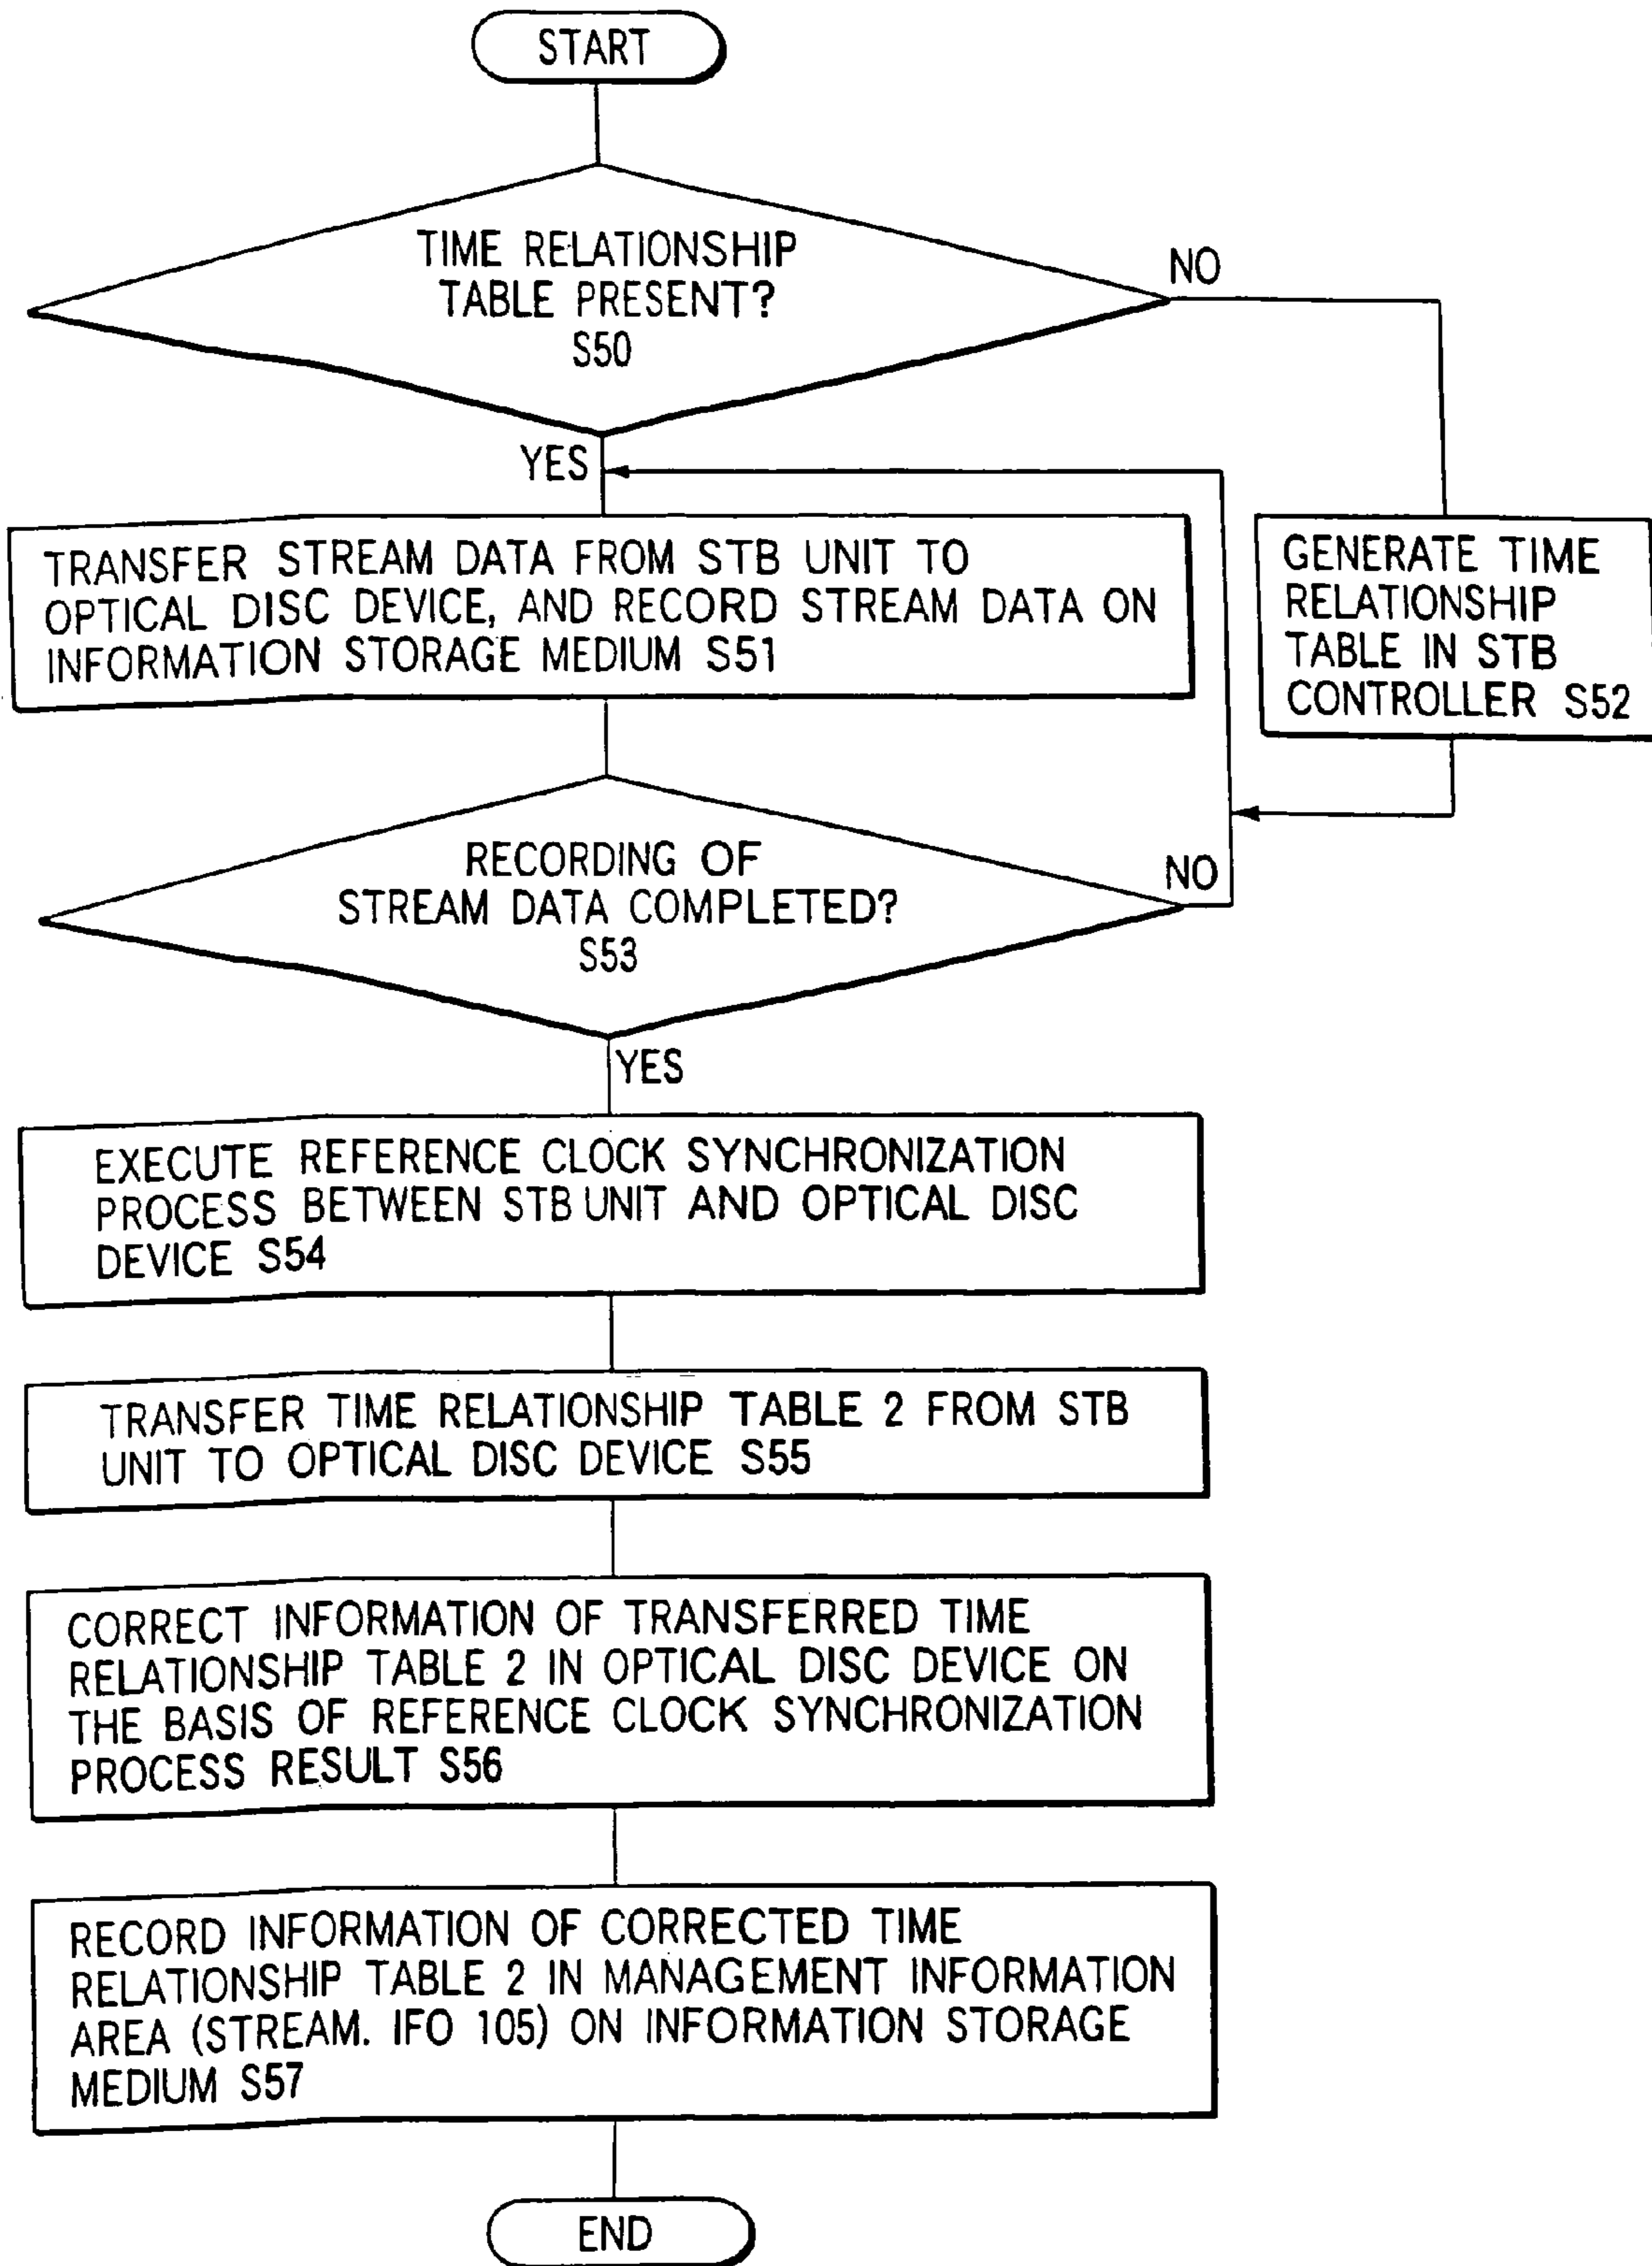 START
TIME RELATIONSHIP
TABLE PRESENT?
S50
NO
YES
TRANSFER STREAM DATA FROM STB UNIT TO
OPTICAL DISC DEVICE, AND RECORD STREAM DATA ON
INFORMATION STORAGE MEDIUM S51
GENERATE TIME
RELATIONSHIP
TABLE IN STB
CONTROLLER S52
RECORDING OF
STREAM DATA COMPLETED?
S53
NO
YES
EXECUTE REFERENCE CLOCK SYNCHRONIZATION
PROCESS BETWEEN STB UNIT AND OPTICAL DISC
DEVICE S54
TRANSFER TIME RELATIONSHIP TABLE 2 FROM STB
UNIT TO OPTICAL DISC DEVICE S55
CORRECT INFORMATION OF TRANSFERRED TIME
RELATIONSHIP TABLE 2 IN OPTICAL DISC DEVICE ON
THE BASIS OF REFERENCE CLOCK SYNCHRONIZATION
PROCESS RESULT S56
RECORD INFORMATION OF CORRECTED TIME
RELATIONSHIP TABLE 2 IN MANAGEMENT INFORMATION
AREA (STREAM. IFO 105) ON INFORMATION STORAGE
MEDIUM S57
END